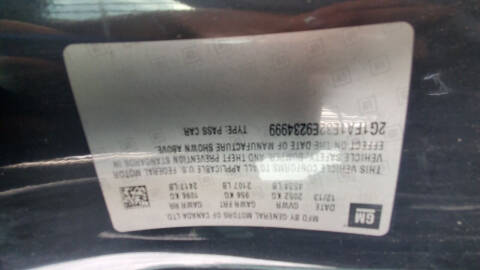 GM
MFD BY GENERAL MOTORS OF CANADA LTD.
DATE GVWR GAWR FRT GAWR RR
12/13 2052 KG 956 KG 1096 KG
4524 LB 2107 LB 2417 LB
THIS VEHICLE CONFORMS TO ALL APPLICABLE U.S. FEDERAL MOTOR
VEHICLE SAFETY, BUMPER, AND THEFT PREVENTION STANDARDS IN
EFFECT ON THE DATE OF MANUFACTURE SHOWN ABOVE.
TYPE: PASS CAR